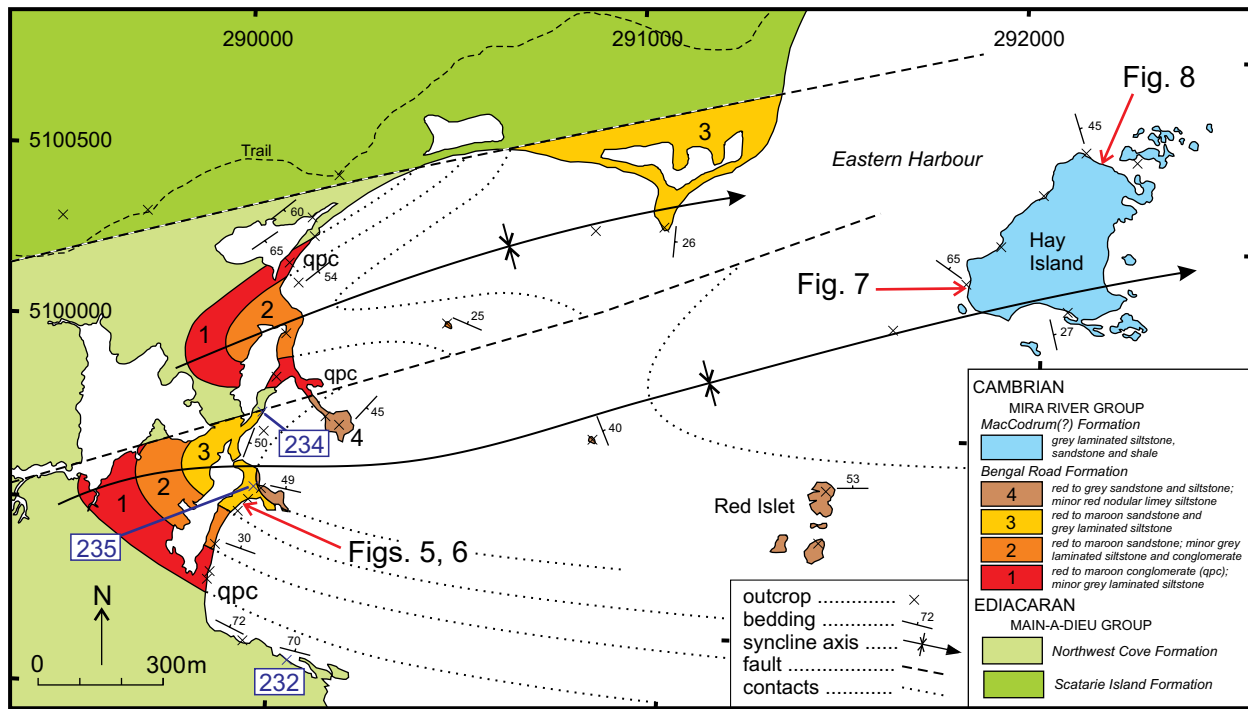 290000
291000
292000
5100500
5100000
Trail
Eastern Harbour
Fig. 8
45
Hay
Island
Fig. 7
65
27
3
26
60
65
qpc
54
1
2
25
qpc
45
4
234
3
50
49
2
1
235
Figs. 5, 6
30
qpc
72
70
232
40
53
Red Islet
N
0
300m
outcrop
bedding
72
syncline axis
fault
contacts
CAMBRIAN
MIRA RIVER GROUP
MacCodrum(?) Formation
grey laminated siltstone,
sandstone and shale
Bengal Road Formation
4
red to grey sandstone and siltstone;
minor red nodular limey siltstone
3
red to maroon sandstone and
grey laminated siltstone
2
red to maroon sandstone; minor grey
laminated siltstone and conglomerate
1
red to maroon conglomerate (qpc);
minor grey laminated siltstone
EDIACARAN
MAIN-A-DIEU GROUP
Northwest Cove Formation
Scatarie Island Formation